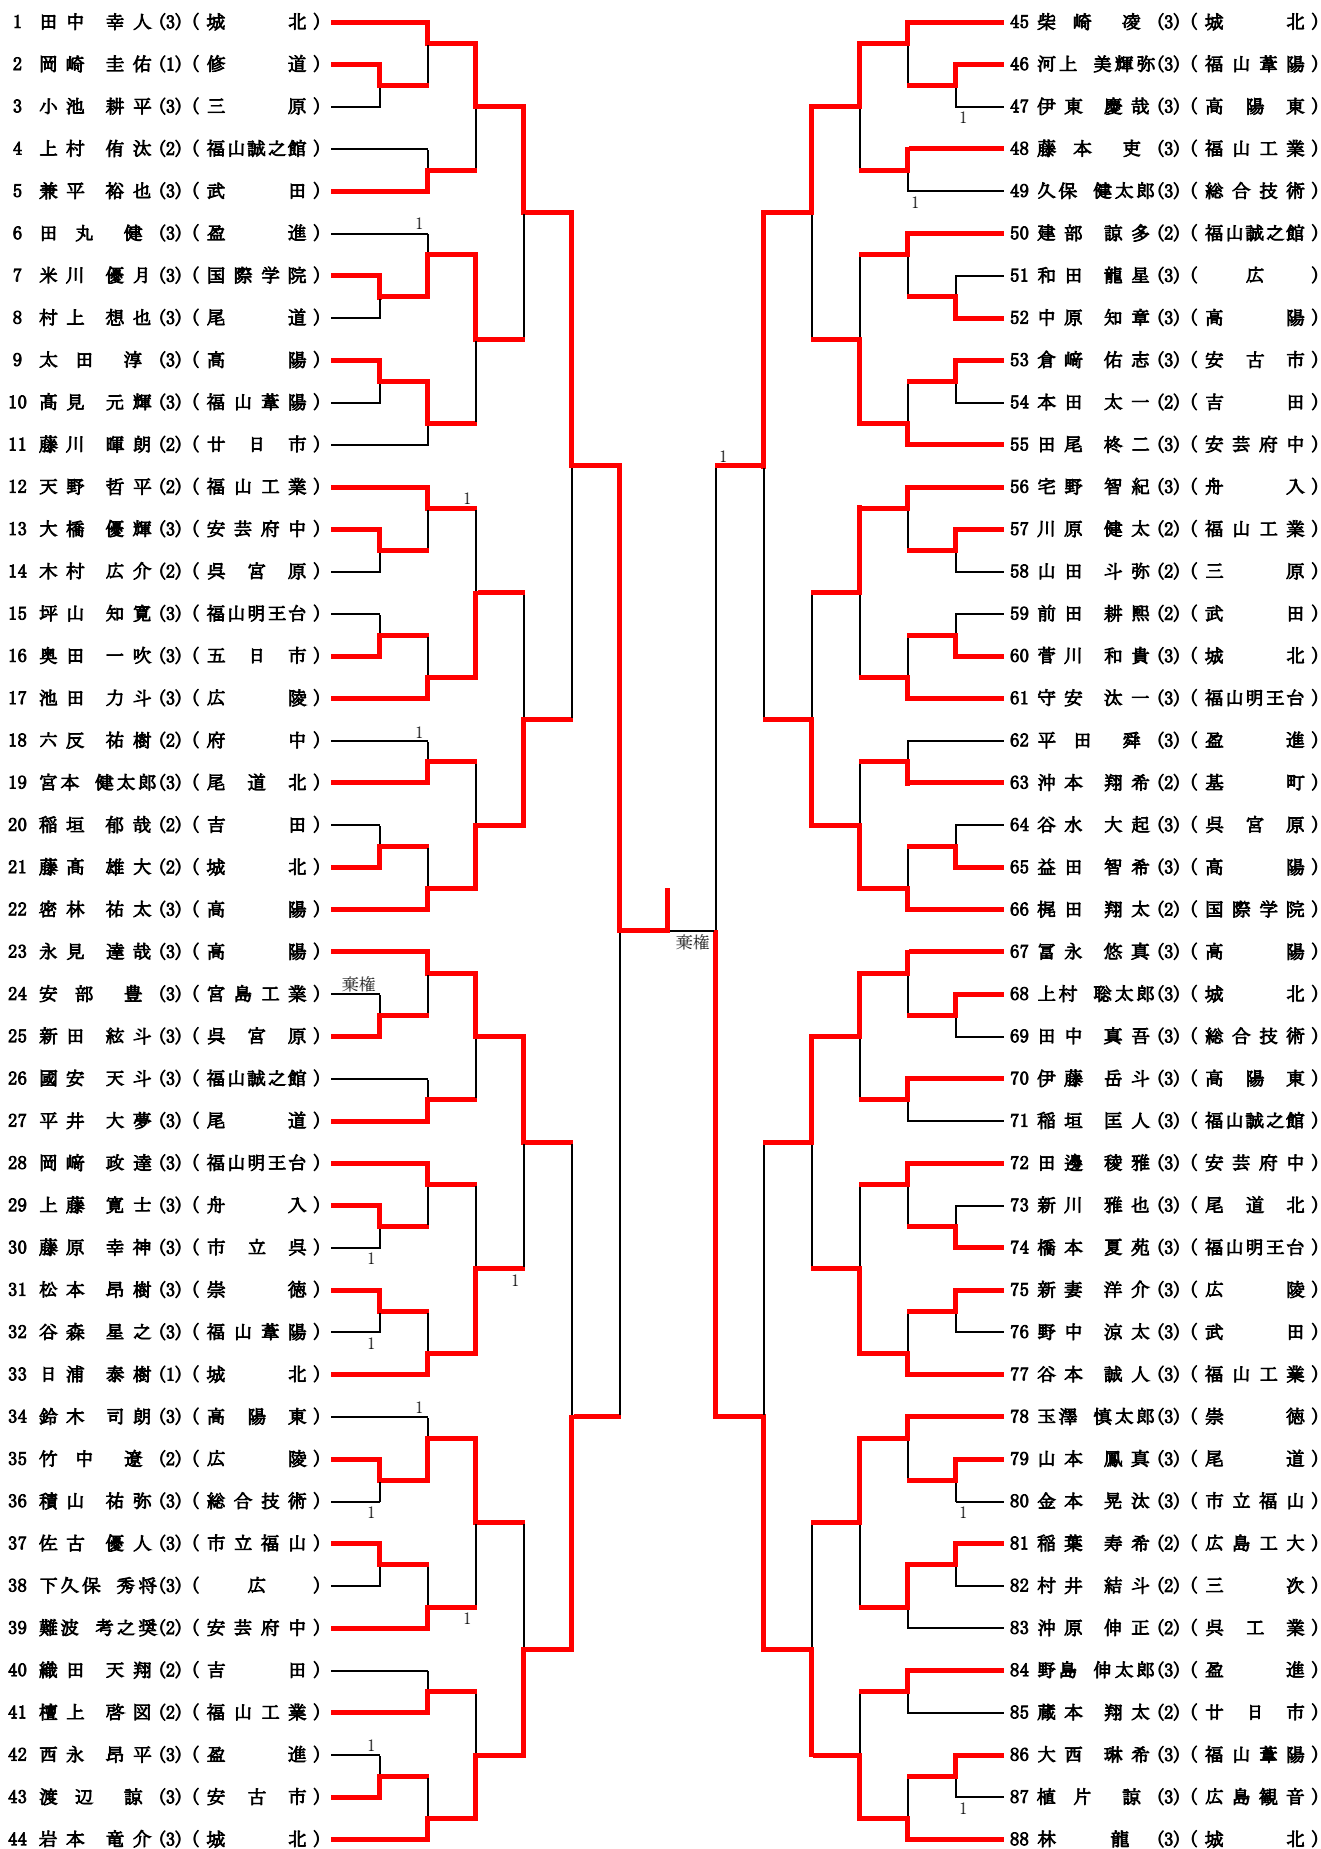 1 田中 幸人(3)(城 北)
2 岡崎 圭佑(1)(修 道)
3 小池 耕平(3)(三 原)
4 上村 侑汰(2)(福山誠之館)
5 兼平 裕也(3)(武 田)
6 田丸 健(3)(盈 進)
1
7 米川 優月(3)(国際学院)
8 村上 想也(3)(尾 道)
9 太田 淳(3)(高 陽)
10 髙見 元輝(3)(福山葦陽)
11 藤川 暉朗(2)(廿日市)
12 天野 哲平(2)(福山工業)
1
13 大橋 優輝(3)(安芸府中)
14 木村 広介(2)(呉宮原)
15 坪山 知寛(3)(福山明王台)
16 奥田 一吹(3)(五日市)
17 池田 力斗(3)(広 陵)
18 六反 祐樹(2)(府 中)
1
19 宮本 健太郎(3)(尾道北)
20 稲垣 郁哉(2)(吉 田)
21 藤髙 雄大(2)(城 北)
22 密林 祐太(3)(高 陽)
23 永見 達哉(3)(高 陽)
24 安部 豊(3)(宮島工業)
棄権
25 新田 絃斗(3)(呉宮原)
26 國安 天斗(3)(福山誠之館)
27 平井 大夢(3)(尾 道)
28 岡﨑 政達(3)(福山明王台)
29 上藤 寛士(3)(舟 入)
30 藤原 幸神(3)(市立呉)
1
31 松本 昂樹(3)(崇 徳)
1
32 谷森 星之(3)(福山葦陽)
1
33 日浦 泰樹(1)(城 北)
34 鈴木 司朗(3)(高陽東)
1
35 竹中 遼(2)(広 陵)
36 積山 祐弥(3)(総合技術)
1
37 佐古 優人(3)(市立福山)
38 下久保 秀将(3)(広)
39 難波 考之奨(2)(安芸府中)
1
40 織田 天翔(2)(吉 田)
41 檀上 啓図(2)(福山工業)
42 西永 昂平(3)(盈 進)
1
43 渡辺 諒(3)(安古市)
44 岩本 竜介(3)(城 北)
棄権
1
45 柴崎 凌(3)(城 北)
46 河上 美輝弥(3)(福山葦陽)
47 伊東 慶哉(3)(高陽東)
1
48 藤本 吏(3)(福山工業)
49 久保 健太郎(3)(総合技術)
1
50 建部 諒多(2)(福山誠之館)
51 和田 龍星(3)(広)
52 中原 知章(3)(高 陽)
53 倉﨑 佑志(3)(安古市)
54 本田 太一(2)(吉 田)
55 田尾 柊二(3)(安芸府中)
56 宅野 智紀(3)(舟 入)
57 川原 健太(2)(福山工業)
58 山田 斗弥(2)(三 原)
59 前田 耕熙(2)(武 田)
60 菅川 和貴(3)(城 北)
61 守安 汰一(3)(福山明王台)
62 平田 舜(3)(盈 進)
63 沖本 翔希(2)(基 町)
64 谷水 大起(3)(呉宮原)
65 益田 智希(3)(高 陽)
66 梶田 翔太(2)(国際学院)
67 冨永 悠真(3)(高 陽)
68 上村 聡太郎(3)(城 北)
69 田中 真吾(3)(総合技術)
70 伊藤 岳斗(3)(高陽東)
71 稲垣 匡人(3)(福山誠之館)
72 田邊 稜雅(3)(安芸府中)
73 新川 雅也(3)(尾道北)
74 橋本 夏苑(3)(福山明王台)
75 新妻 洋介(3)(広 陵)
76 野中 涼太(3)(武 田)
77 谷本 誠人(3)(福山工業)
78 玉澤 慎太郎(3)(崇 徳)
79 山本 鳳真(3)(尾 道)
80 金本 晃汰(3)(市立福山)
1
81 稲葉 寿希(2)(広島工大)
82 村井 結斗(2)(三 次)
83 沖原 伸正(2)(呉工業)
84 野島 伸太郎(3)(盈 進)
85 蔵本 翔太(2)(廿日市)
86 大西 琳希(3)(福山葦陽)
87 植片 諒(3)(広島観音)
1
88 林 龍(3)(城 北)